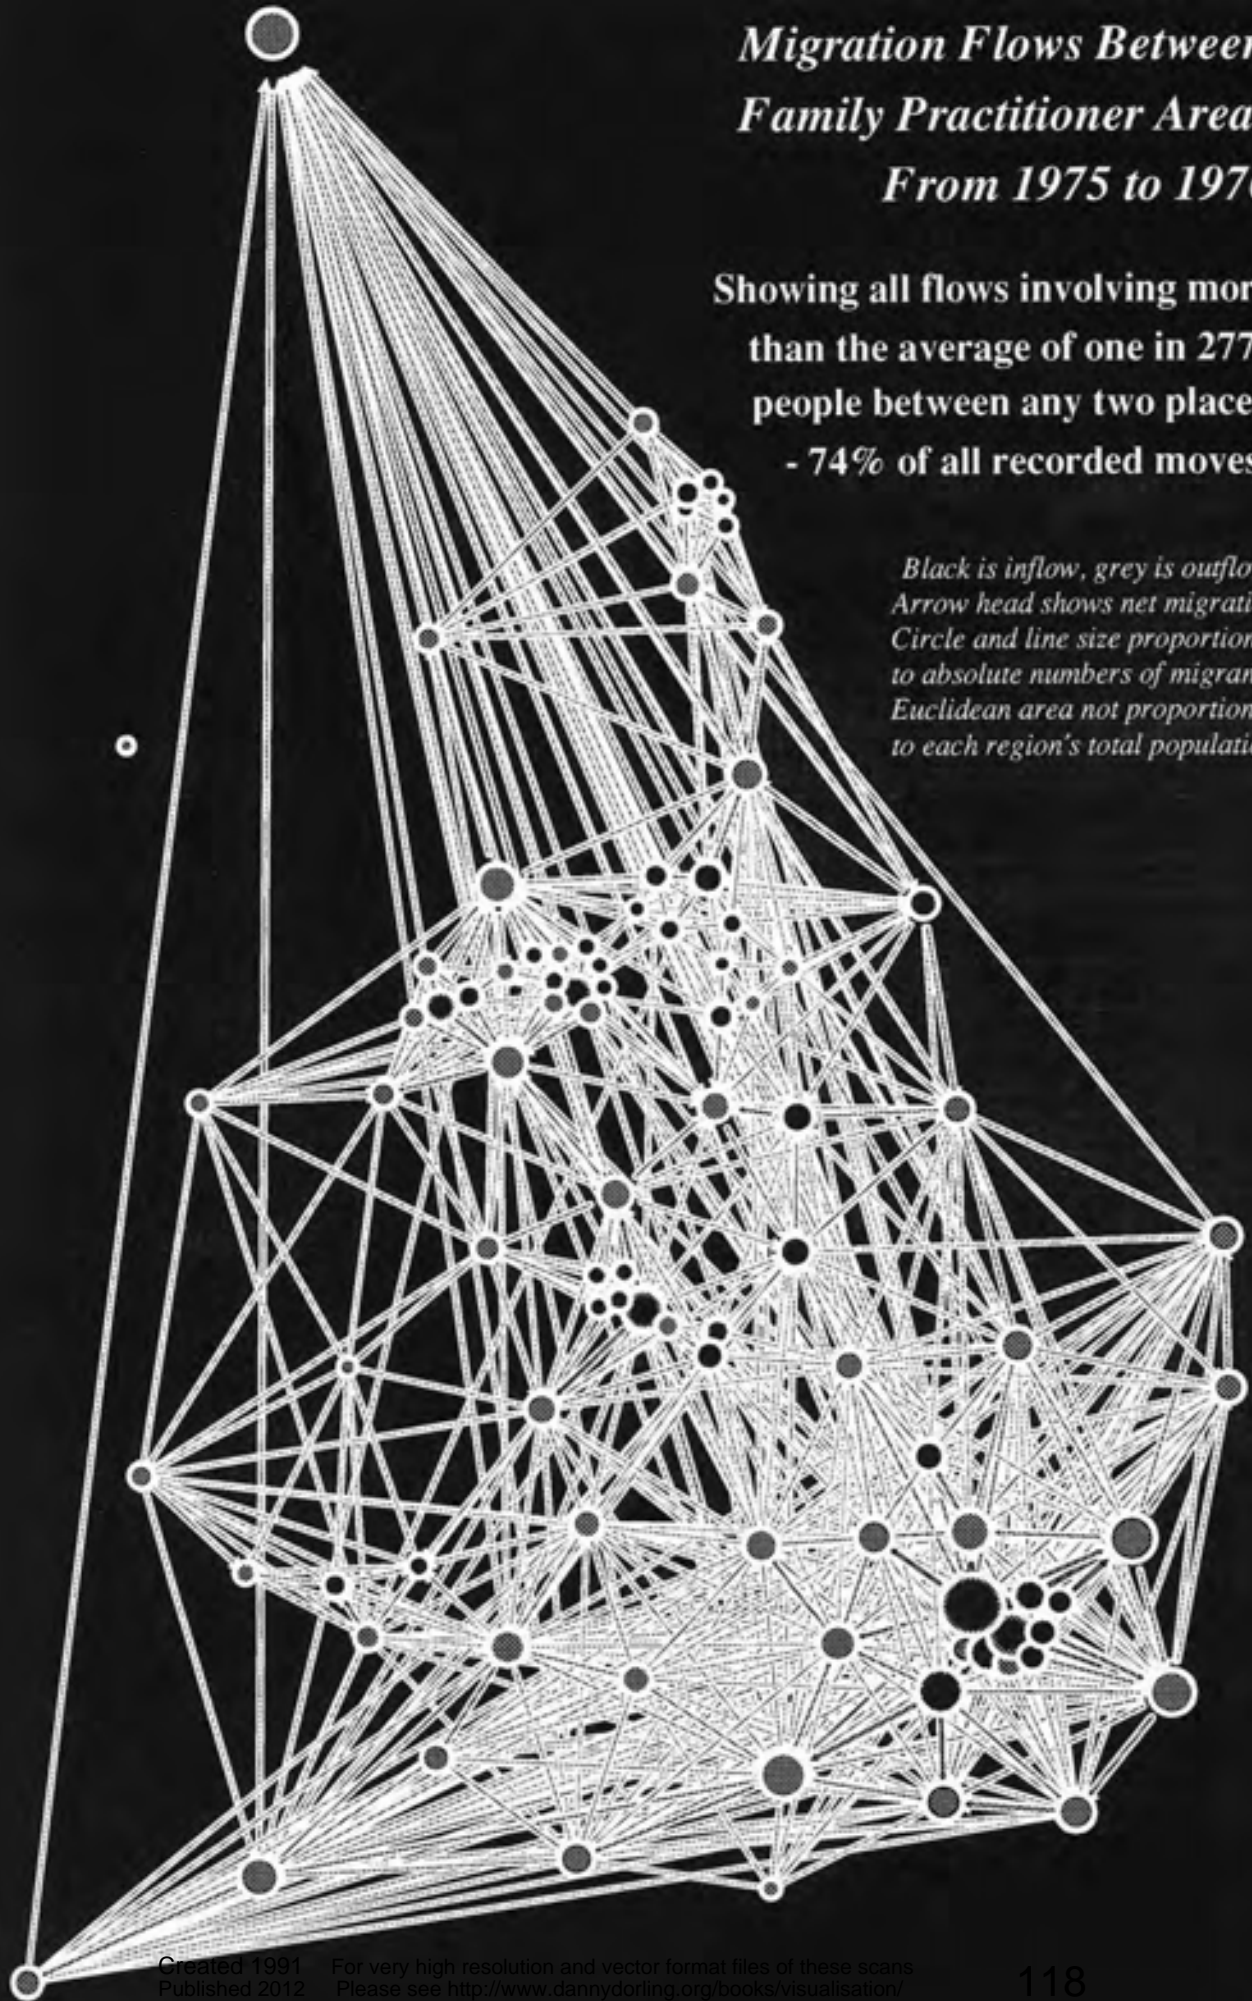 Migration Flows Between
Family Practitioner Area
From 1975 to 197
Showing all flows involving mor
than the average of one in 277
people between any two place
- 74% of all recorded moves
Black is inflow, grey is outflo
Arrow head shows net migrati
Circle and line size proportion
to absolute numbers of migran
Euclidean area not proportion
to each region's total populati
Created 1991 For very high resolution and vector format files of these scans
Published 2012 Please see http://www.dannydorling.org/books/visualisation/
118